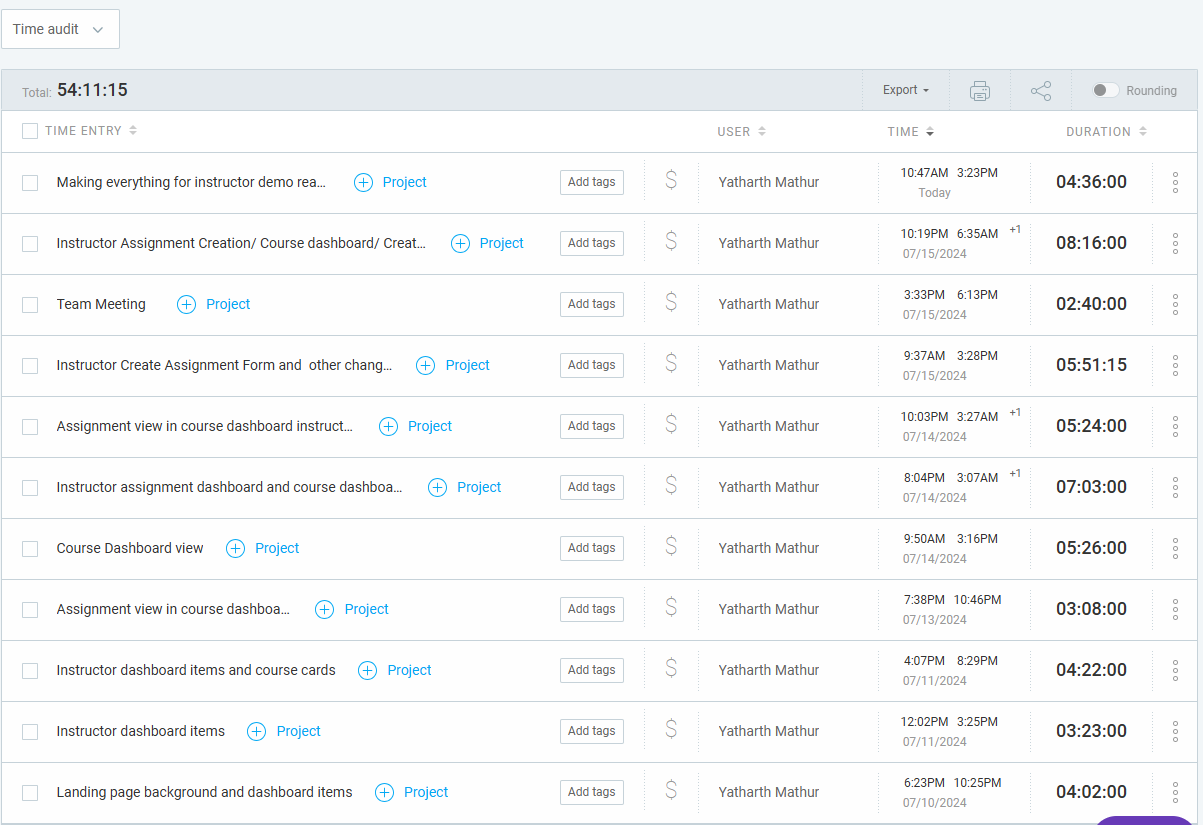 Time audit
Total: 54:11:15 Export Rounding
TIME ENTRY USER TIME DURATION
Making everything for instructor demo rea... Project Add tags $ Yatharth Mathur 10:47AM 3:23PM 04:36:00
Today
Instructor Assignment Creation/ Course dashboard/ Creat... Project Add tags $ Yatharth Mathur 10:19PM 6:35AM +1 08:16:00
07/15/2024
Team Meeting Project Add tags $ Yatharth Mathur 3:33PM 6:13PM 02:40:00
07/15/2024
Instructor Create Assignment Form and other chang... Project Add tags $ Yatharth Mathur 9:37AM 3:28PM 05:51:15
07/15/2024
Assignment view in course dashboard instruct... Project Add tags $ Yatharth Mathur 10:03PM 3:27AM +1 05:24:00
07/14/2024
Instructor assignment dashboard and course dashboa... Project Add tags $ Yatharth Mathur 8:04PM 3:07AM +1 07:03:00
07/14/2024
Course Dashboard view Project Add tags $ Yatharth Mathur 9:50AM 3:16PM 05:26:00
07/14/2024
Assignment view in course dashboa... Project Add tags $ Yatharth Mathur 7:38PM 10:46PM 03:08:00
07/13/2024
Instructor dashboard items and course cards Project Add tags $ Yatharth Mathur 4:07PM 8:29PM 04:22:00
07/11/2024
Instructor dashboard items Project Add tags $ Yatharth Mathur 12:02PM 3:25PM 03:23:00
07/11/2024
Landing page background and dashboard items Project Add tags $ Yatharth Mathur 6:23PM 10:25PM 04:02:00
07/10/2024